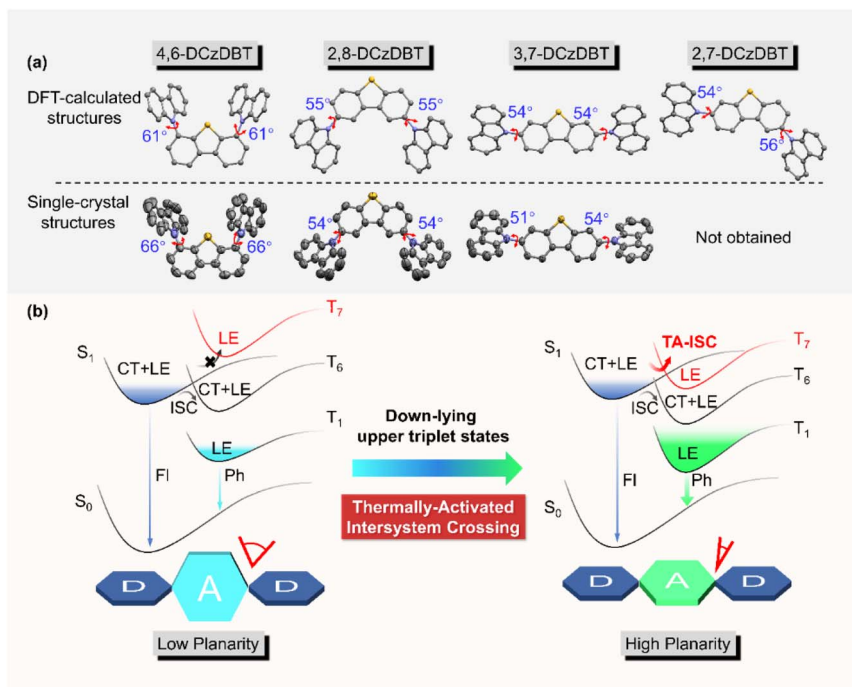 4,6-DCzDBT 2,8-DCzDBT 3,7-DCzDBT 2,7-DCzDBT
(a)
DFT-calculated
structures
61° 61° 55° 55° 54° 54° 54° 56°
Single-crystal
structures
66° 66° 54° 54° 51° 54° Not obtained
(b)
S1 CT+LE LE T7
CT+LE T6
ISC
LE T1
Fl Ph
S0
D A D
Low Planarity
Down-lying
upper triplet states
Thermally-Activated
Intersystem Crossing
S1 CT+LE TA-ISC T7
LE T6
ISC CT+LE
LE T1
Fl Ph
S0
D A D
High Planarity